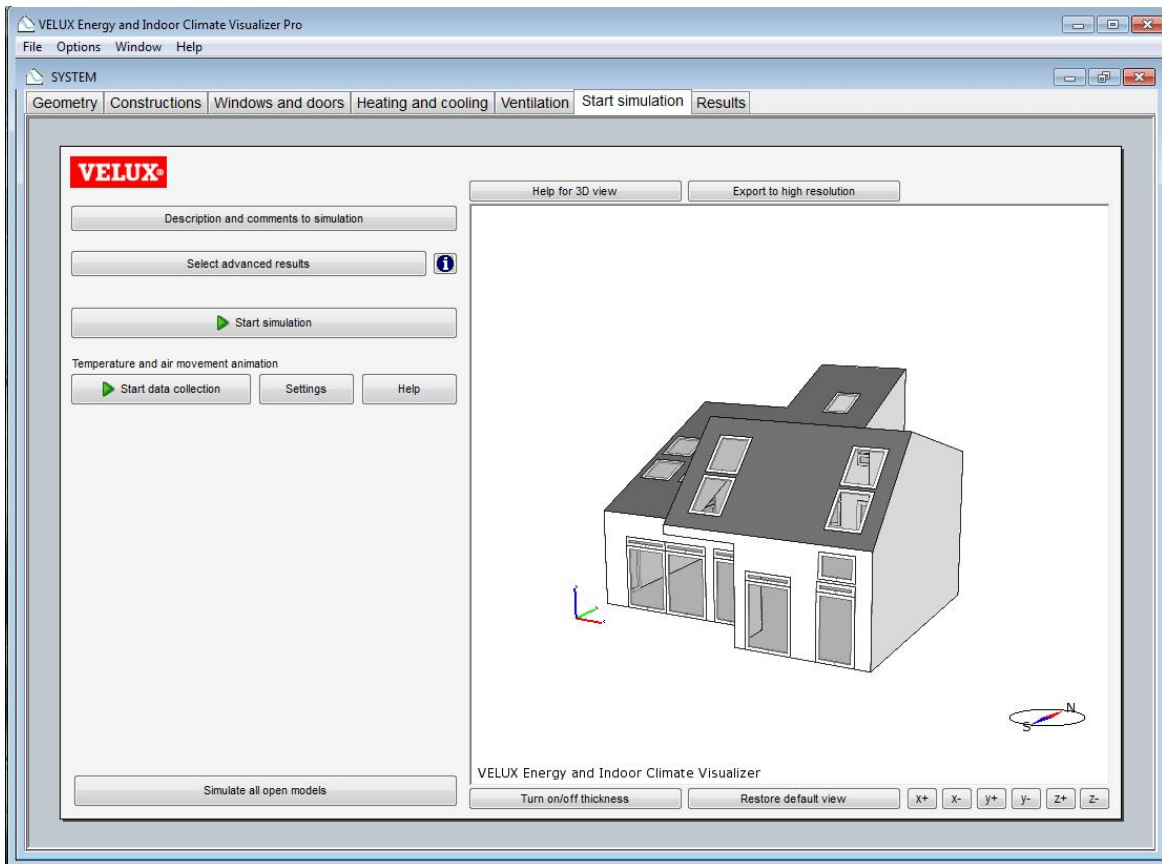 VELUX Energy and Indoor Climate Visualizer Pro
File Options Window Help
SYSTEM
Geometry Constructions Windows and doors Heating and cooling Ventilation Start simulation Results
VELUX®
Help for 3D view Export to high resolution
Description and comments to simulation
Select advanced results
Start simulation
Temperature and air movement animation
Start data collection Settings Help
N
S
VELUX Energy and Indoor Climate Visualizer
Simulate all open models
Turn on/off thickness Restore default view x+ x- y+ y- z+ z-